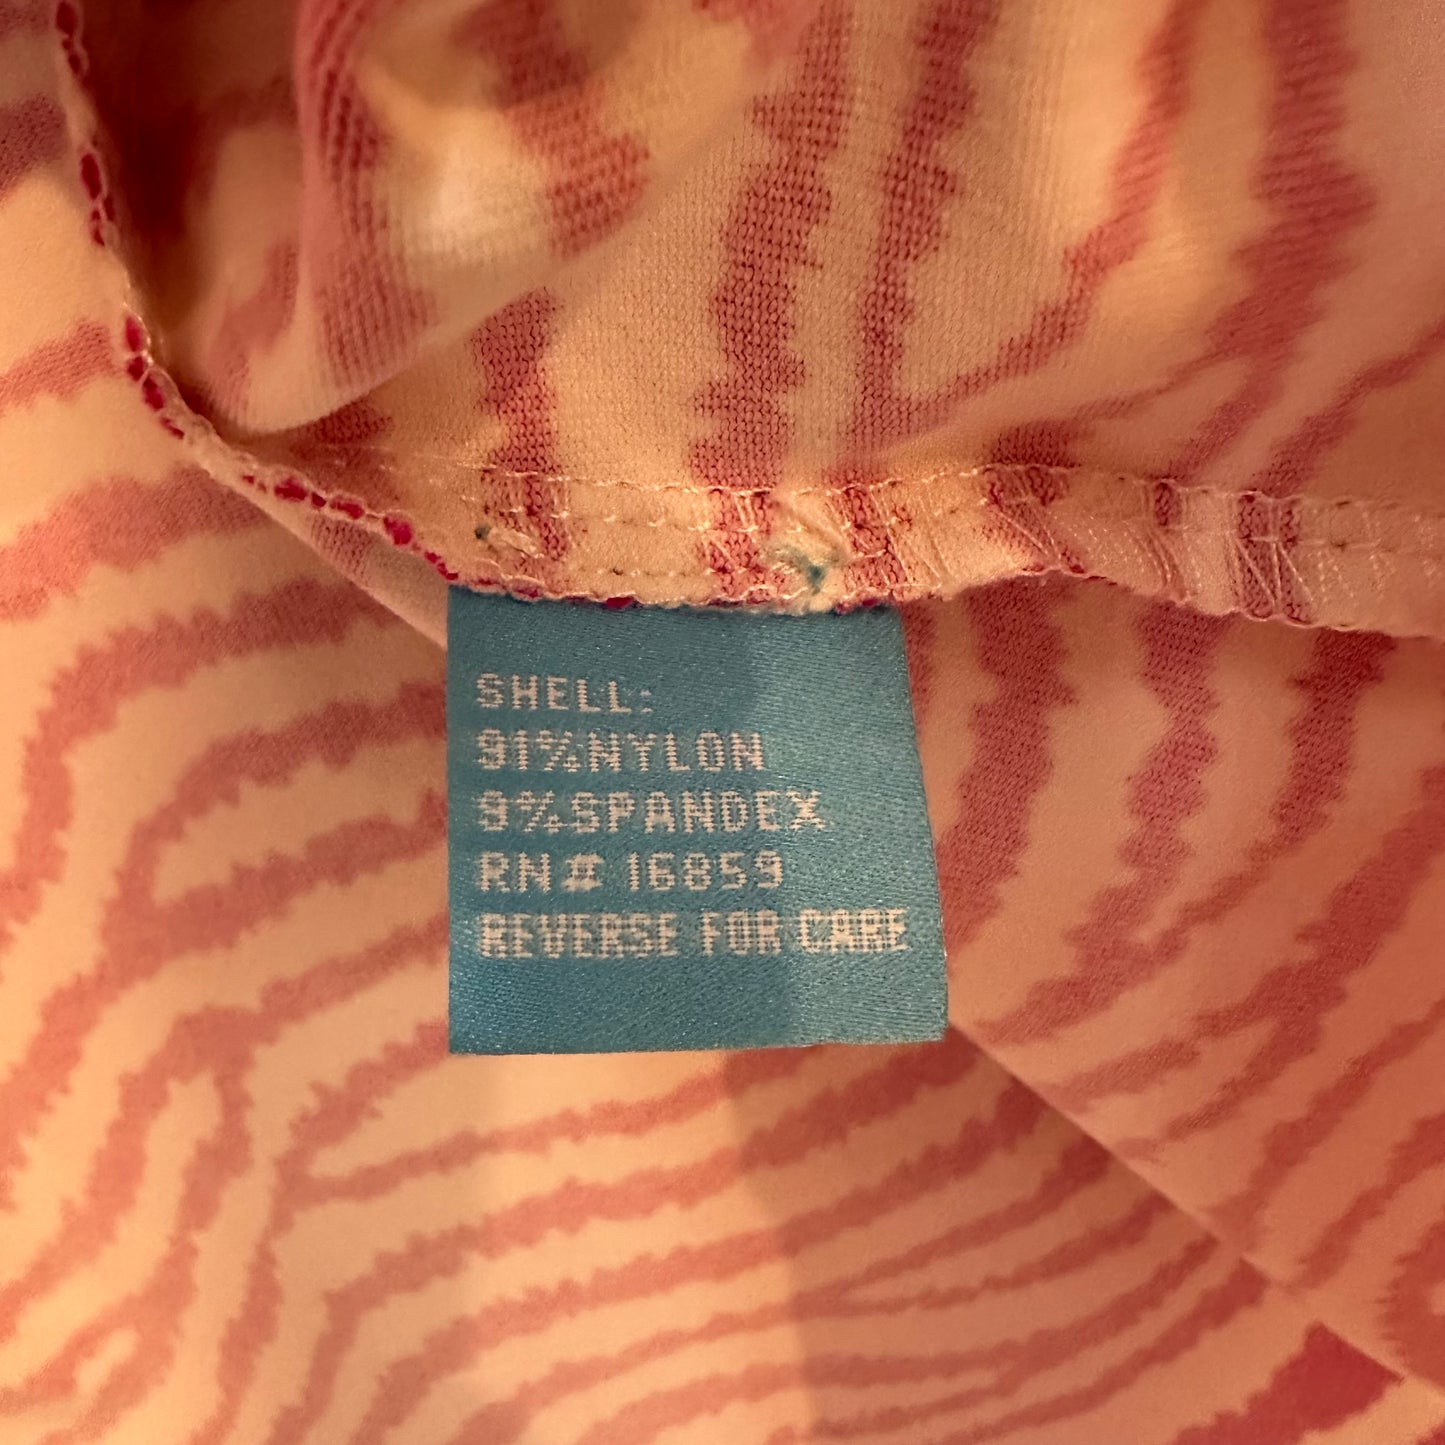 SHELL:
91%NYLON
9%SPANDEX
RN# 16859
REVERSE FOR CARE